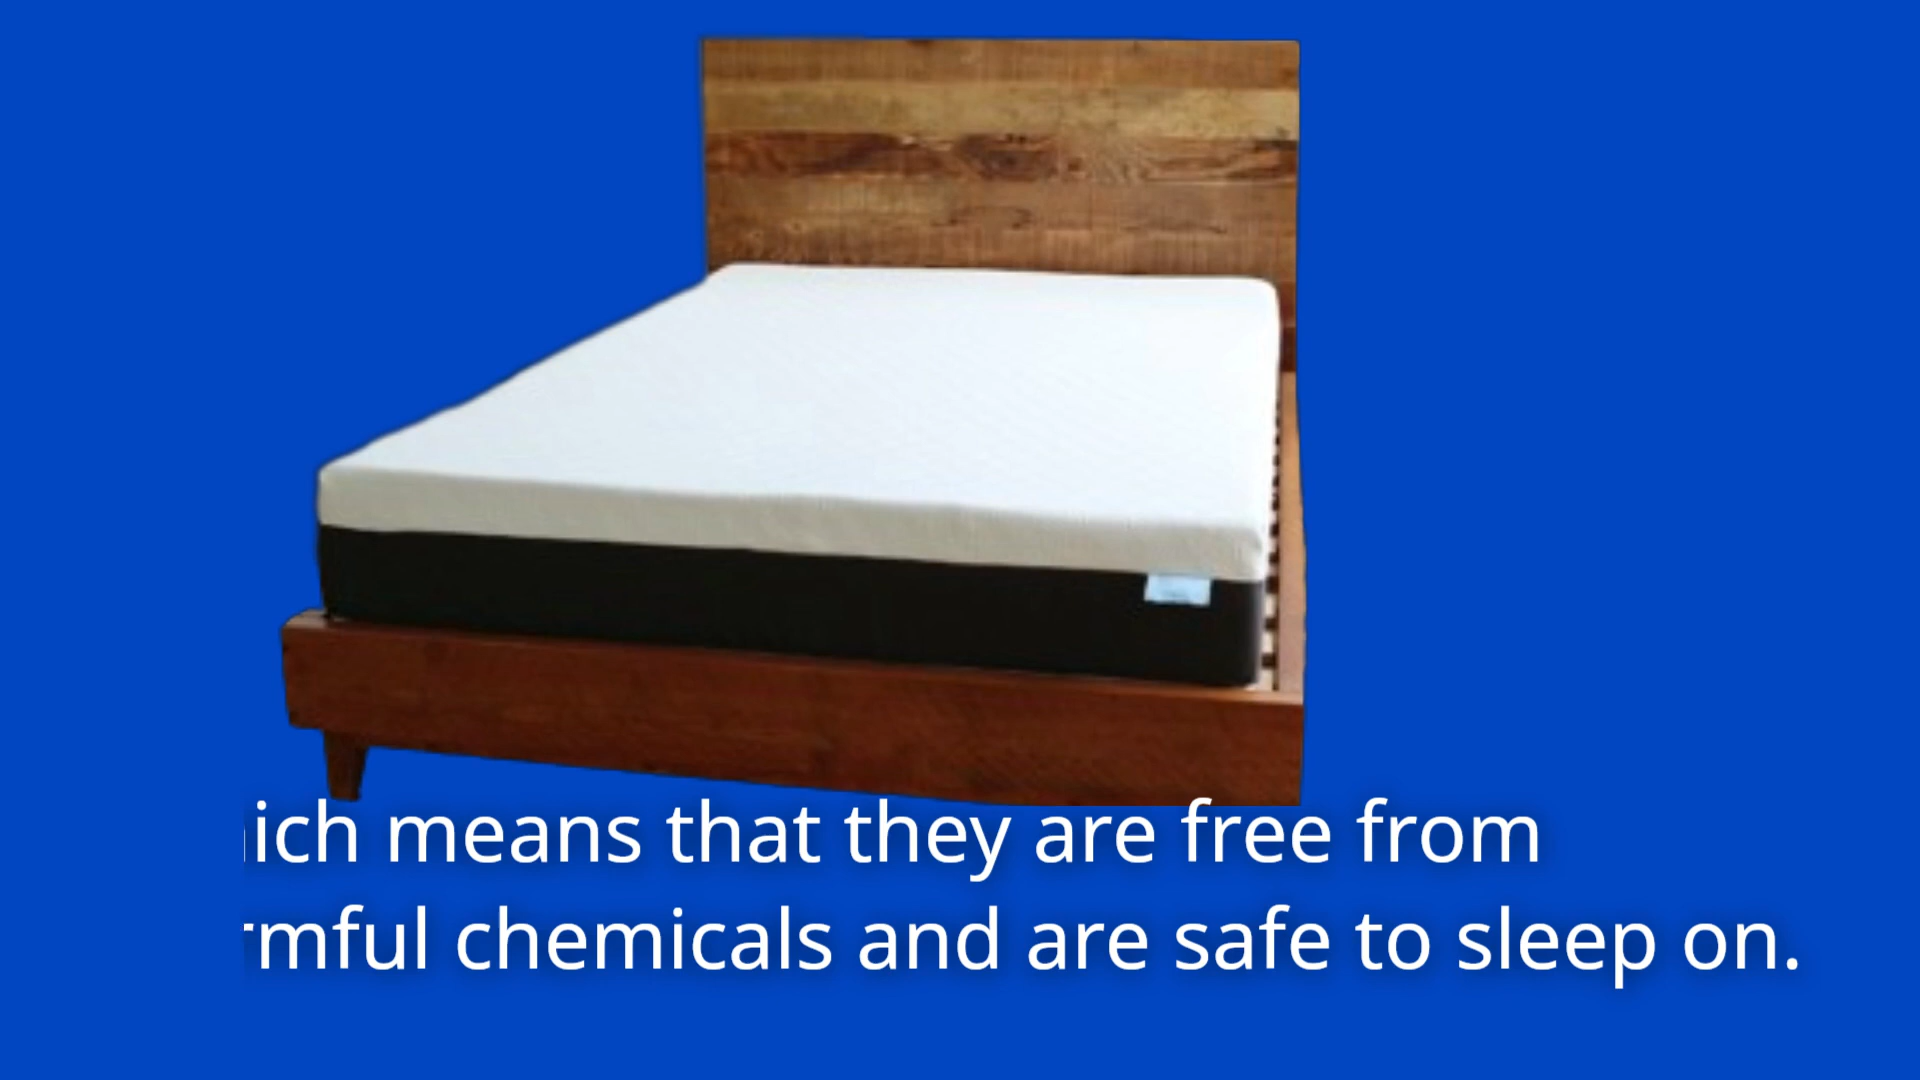 ich means that they are free from
rmful chemicals and are safe to sleep on.